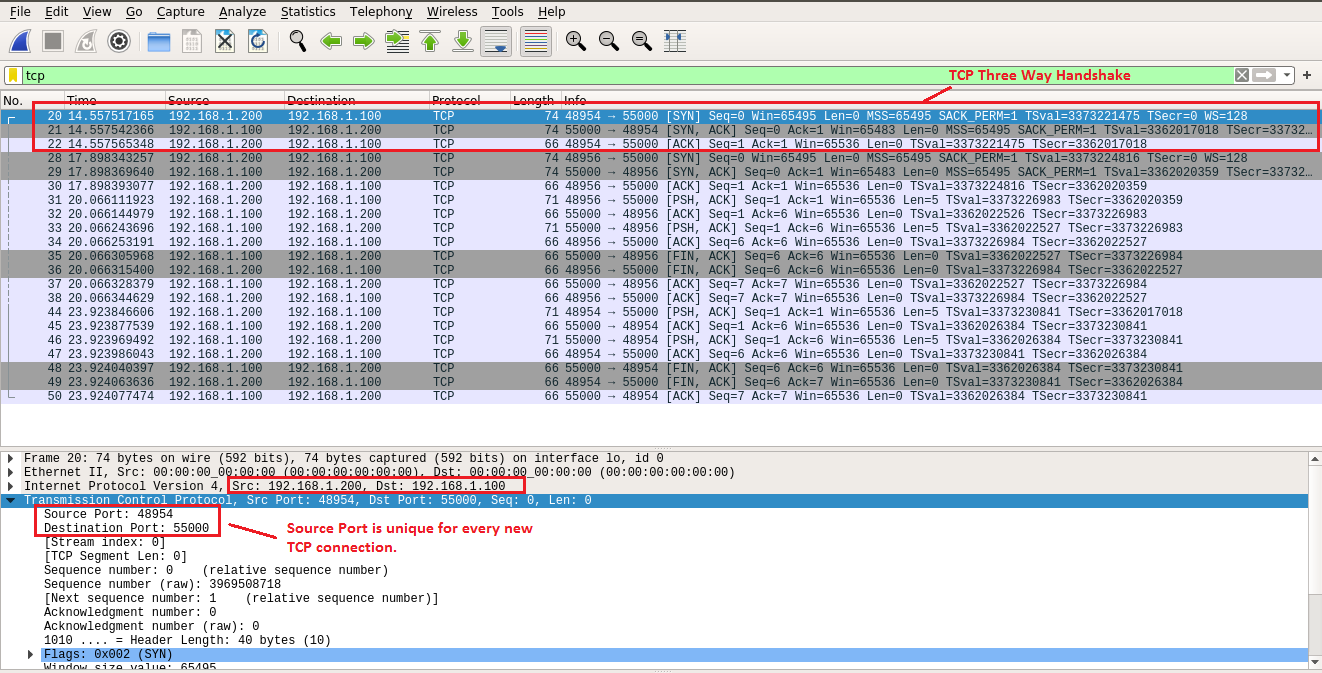 File Edit View Go Capture Analyze Statistics Telephony Wireless Tools Help
tcp
TCP Three Way Handshake
No. Time Source Destination Protocol Length Info
20 14.557517165 192.168.1.200 192.168.1.100 TCP 74 48954 → 55000 [SYN] Seq=0 Win=65495 Len=0 MSS=65495 SACK_PERM=1 TSval=3373221475 TSecr=0 WS=128
21 14.557542366 192.168.1.100 192.168.1.200 TCP 74 55000 → 48954 [SYN, ACK] Seq=0 Ack=1 Win=65483 Len=0 MSS=65495 SACK_PERM=1 TSval=3362017018 TSecr=33732…
22 14.557565348 192.168.1.200 192.168.1.100 TCP 66 48954 → 55000 [ACK] Seq=1 Ack=1 Win=65536 Len=0 TSval=3373221475 TSecr=3362017018
28 17.898343257 192.168.1.200 192.168.1.100 TCP 74 48956 → 55000 [SYN] Seq=0 Win=65495 Len=0 MSS=65495 SACK_PERM=1 TSval=3373224816 TSecr=0 WS=128
29 17.898369640 192.168.1.100 192.168.1.200 TCP 74 55000 → 48956 [SYN, ACK] Seq=0 Ack=1 Win=65483 Len=0 MSS=65495 SACK_PERM=1 TSval=3362020359 TSecr=33732…
30 17.898393077 192.168.1.200 192.168.1.100 TCP 66 48956 → 55000 [ACK] Seq=1 Ack=1 Win=65536 Len=0 TSval=3373224816 TSecr=3362020359
31 20.066111923 192.168.1.200 192.168.1.100 TCP 71 48956 → 55000 [PSH, ACK] Seq=1 Ack=1 Win=65536 Len=5 TSval=3373226983 TSecr=3362020359
32 20.066144979 192.168.1.100 192.168.1.200 TCP 66 55000 → 48956 [ACK] Seq=1 Ack=6 Win=65536 Len=0 TSval=3362022526 TSecr=3373226983
33 20.066243696 192.168.1.100 192.168.1.200 TCP 71 55000 → 48956 [PSH, ACK] Seq=1 Ack=6 Win=65536 Len=5 TSval=3362022527 TSecr=3373226983
34 20.066253191 192.168.1.200 192.168.1.100 TCP 66 48956 → 55000 [ACK] Seq=6 Ack=6 Win=65536 Len=0 TSval=3373226984 TSecr=3362022527
35 20.066305968 192.168.1.100 192.168.1.200 TCP 66 55000 → 48956 [FIN, ACK] Seq=6 Ack=6 Win=65536 Len=0 TSval=3362022527 TSecr=3373226984
36 20.066315400 192.168.1.200 192.168.1.100 TCP 66 48956 → 55000 [FIN, ACK] Seq=6 Ack=6 Win=65536 Len=0 TSval=3373226984 TSecr=3362022527
37 20.066328379 192.168.1.100 192.168.1.200 TCP 66 55000 → 48956 [ACK] Seq=7 Ack=7 Win=65536 Len=0 TSval=3362022527 TSecr=3373226984
38 20.066344629 192.168.1.200 192.168.1.100 TCP 66 48956 → 55000 [ACK] Seq=7 Ack=7 Win=65536 Len=0 TSval=3373226984 TSecr=3362022527
44 23.923846606 192.168.1.200 192.168.1.100 TCP 71 48954 → 55000 [PSH, ACK] Seq=1 Ack=1 Win=65536 Len=5 TSval=3373230841 TSecr=3362017018
45 23.923877539 192.168.1.100 192.168.1.200 TCP 66 55000 → 48954 [ACK] Seq=1 Ack=6 Win=65536 Len=0 TSval=3362026384 TSecr=3373230841
46 23.923969492 192.168.1.100 192.168.1.200 TCP 71 55000 → 48954 [PSH, ACK] Seq=1 Ack=6 Win=65536 Len=5 TSval=3362026384 TSecr=3373230841
47 23.923986043 192.168.1.200 192.168.1.100 TCP 66 48954 → 55000 [ACK] Seq=6 Ack=6 Win=65536 Len=0 TSval=3373230841 TSecr=3362026384
48 23.924040397 192.168.1.100 192.168.1.200 TCP 66 55000 → 48954 [FIN, ACK] Seq=6 Ack=6 Win=65536 Len=0 TSval=3362026384 TSecr=3373230841
49 23.924063636 192.168.1.200 192.168.1.100 TCP 66 48954 → 55000 [FIN, ACK] Seq=6 Ack=7 Win=65536 Len=0 TSval=3373230841 TSecr=3362026384
50 23.924077474 192.168.1.100 192.168.1.200 TCP 66 55000 → 48954 [ACK] Seq=7 Ack=7 Win=65536 Len=0 TSval=3362026384 TSecr=3373230841
Frame 20: 74 bytes on wire (592 bits), 74 bytes captured (592 bits) on interface lo, id 0
Ethernet II, Src: 00:00:00_00:00:00 (00:00:00:00:00:00), Dst: 00:00:00_00:00:00 (00:00:00:00:00:00)
Internet Protocol Version 4, Src: 192.168.1.200, Dst: 192.168.1.100
Transmission Control Protocol, Src Port: 48954, Dst Port: 55000, Seq: 0, Len: 0
Source Port: 48954
Destination Port: 55000
Source Port is unique for every new
TCP connection.
[Stream index: 0]
[TCP Segment Len: 0]
Sequence number: 0 (relative sequence number)
Sequence number (raw): 3969508718
[Next sequence number: 1 (relative sequence number)]
Acknowledgment number: 0
Acknowledgment number (raw): 0
1010 .... = Header Length: 40 bytes (10)
Flags: 0x002 (SYN)
Window size value: 65495